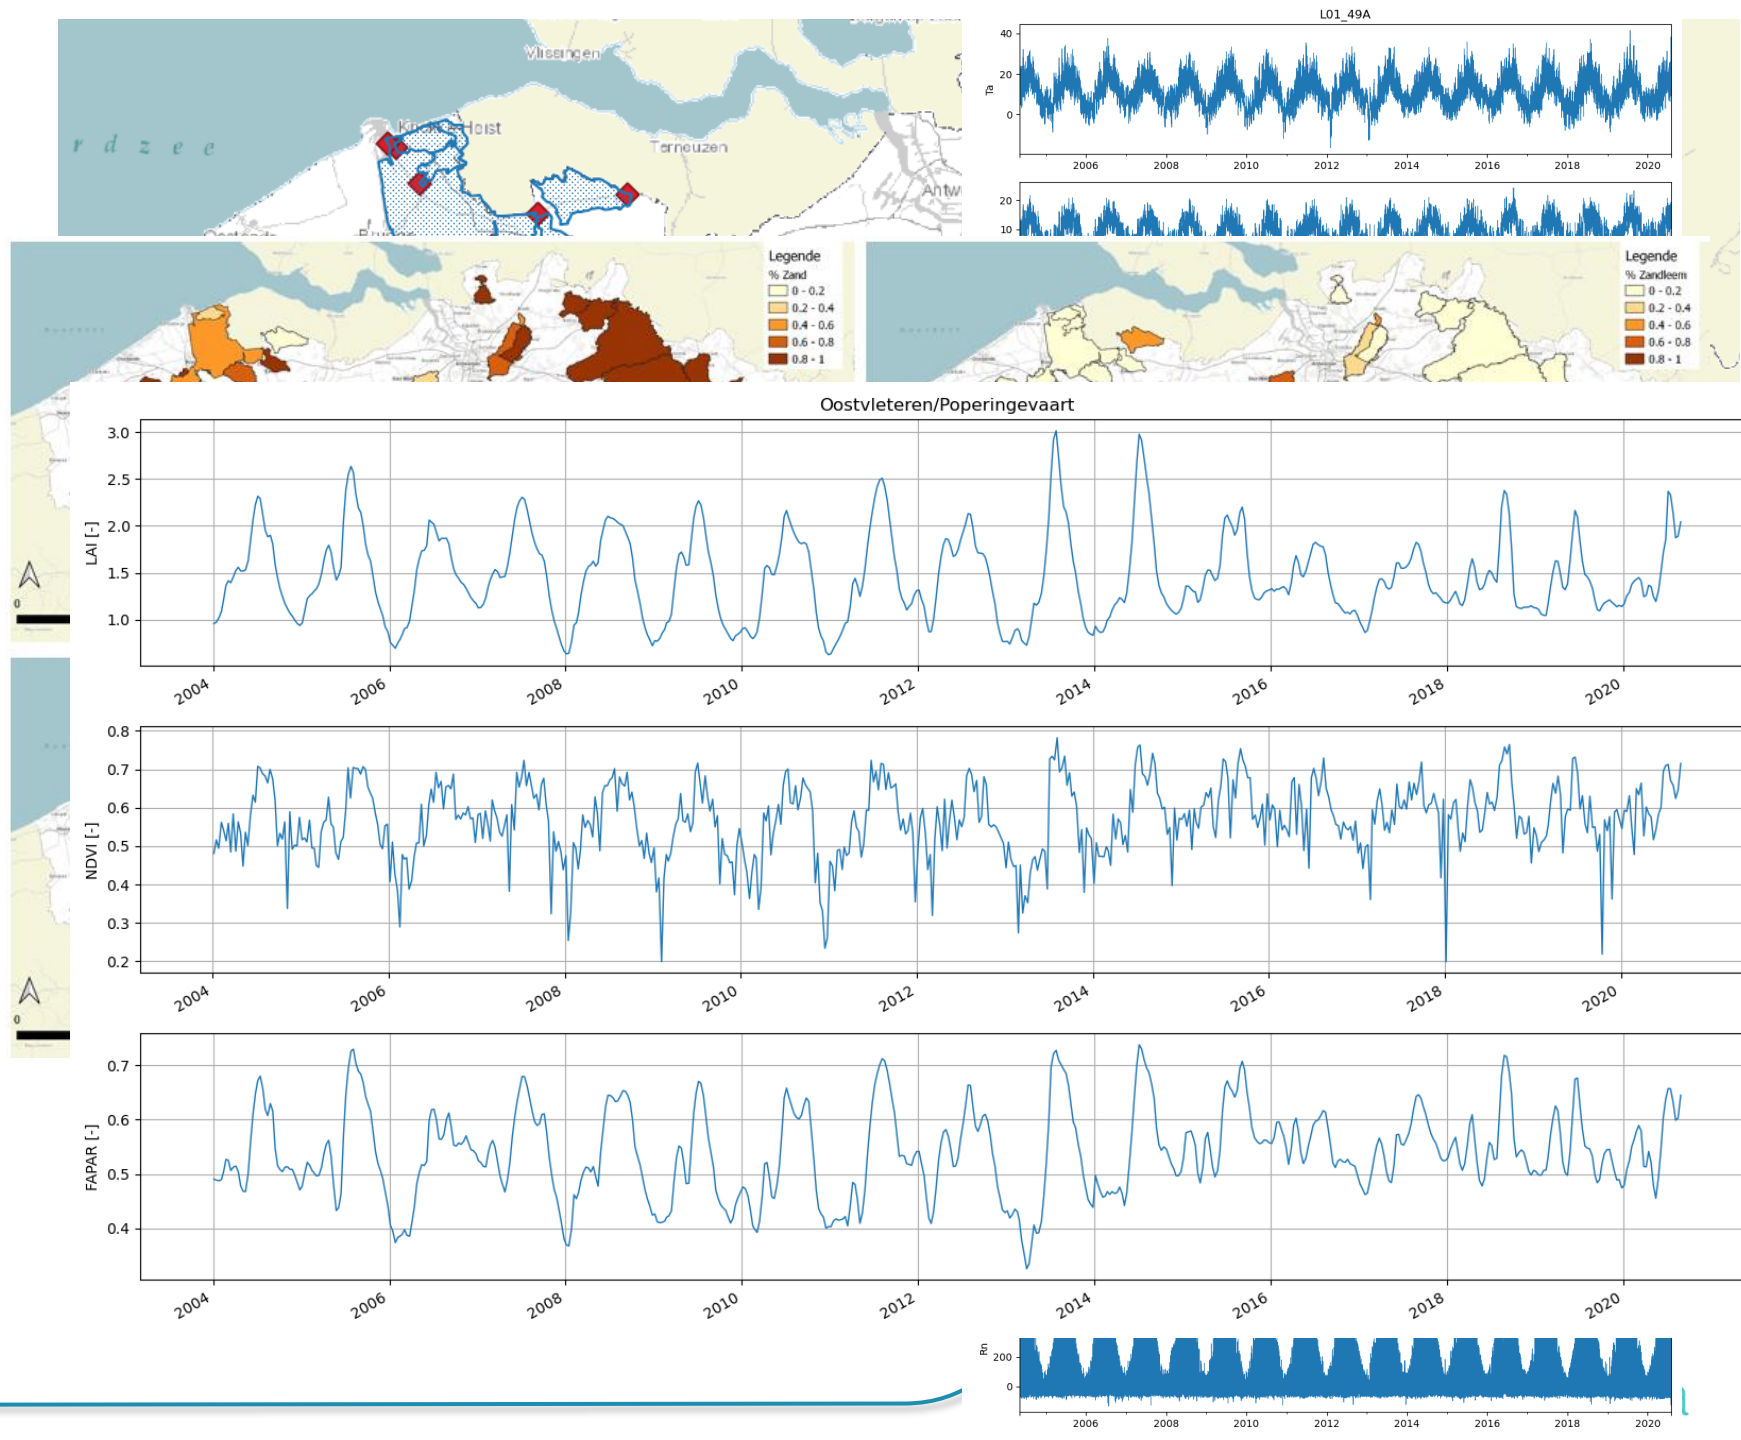 L01_49A
Vlissingen
rdzee
Terneuzen
Antw
Ta
40
20
0
2006 2008 2010 2012 2014 2016 2018 2020
20
10
Legende
% Zand
0 - 0.2
0.2 - 0.4
0.4 - 0.6
0.6 - 0.8
0.8 - 1
Legende
% Zandleem
0 - 0.2
0.2 - 0.4
0.4 - 0.6
0.6 - 0.8
0.8 - 1
Oostvleteren/Poperingevaart
LAI [-]
3.0
2.5
2.0
1.5
1.0
2004 2006 2008 2010 2012 2014 2016 2018 2020
0
NDVI [-]
0.8
0.7
0.6
0.5
0.4
0.3
0.2
2004 2006 2008 2010 2012 2014 2016 2018 2020
0
FAPAR [-]
0.7
0.6
0.5
0.4
2004 2006 2008 2010 2012 2014 2016 2018 2020
Rn
200
0
2006 2008 2010 2012 2014 2016 2018 2020